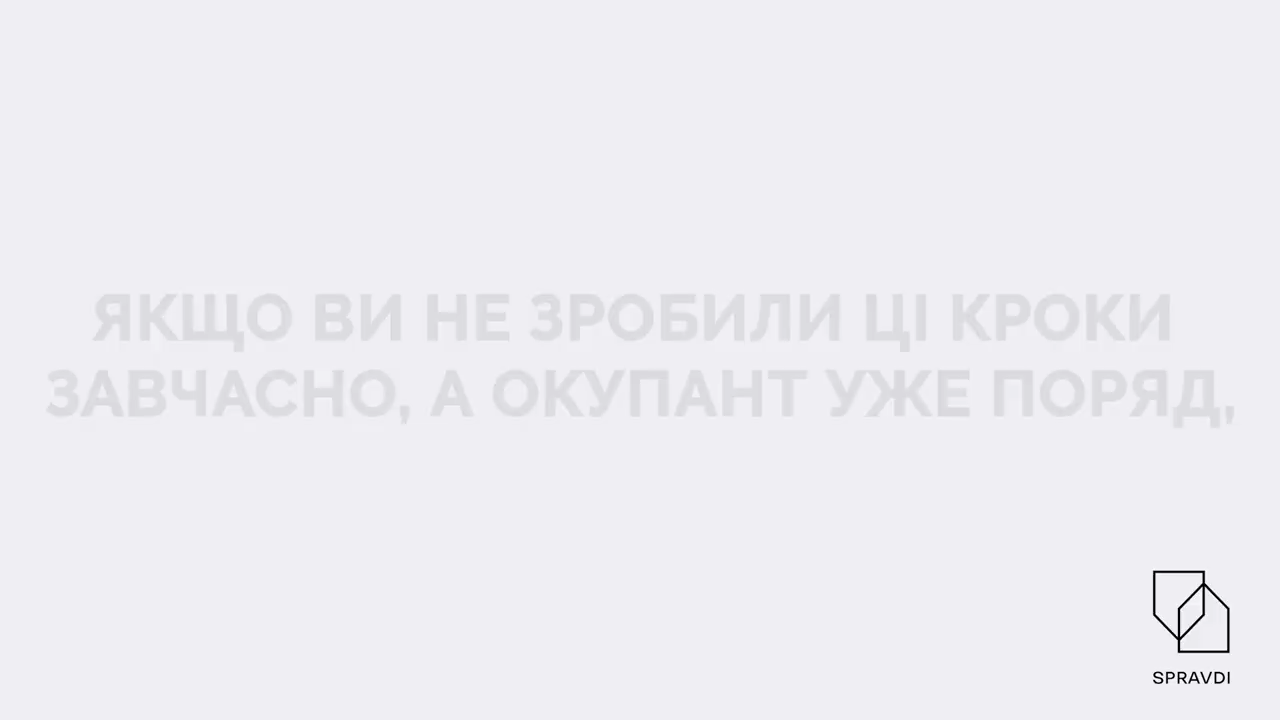 ЯКЩО ВИ НЕ ЗРОБИЛИ ЦІ КРОКИ
ЗАВЧАСНО, А ОКУПАНТ УЖЕ ПОРЯД,
SPRAVDI